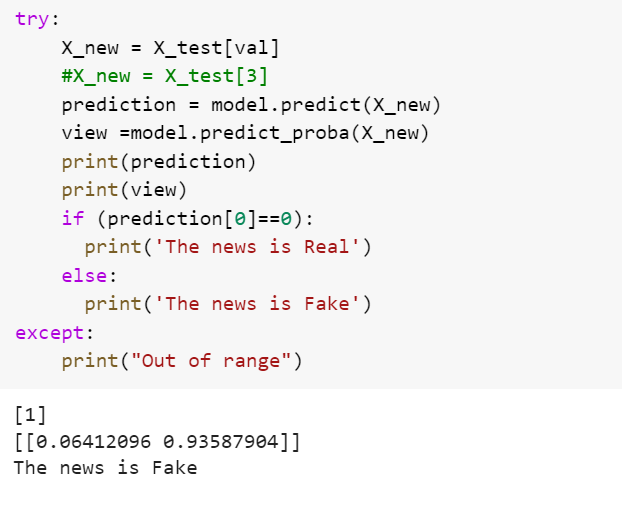 try:
    X_new = X_test[val]
    #X_new = X_test[3]
    prediction = model.predict(X_new)
    view =model.predict_proba(X_new)
    print(prediction)
    print(view)
    if (prediction[0]==0):
      print('The news is Real')
    else:
      print('The news is Fake')
except:
    print("Out of range")
[1]
[[0.06412096 0.93587904]]
The news is Fake